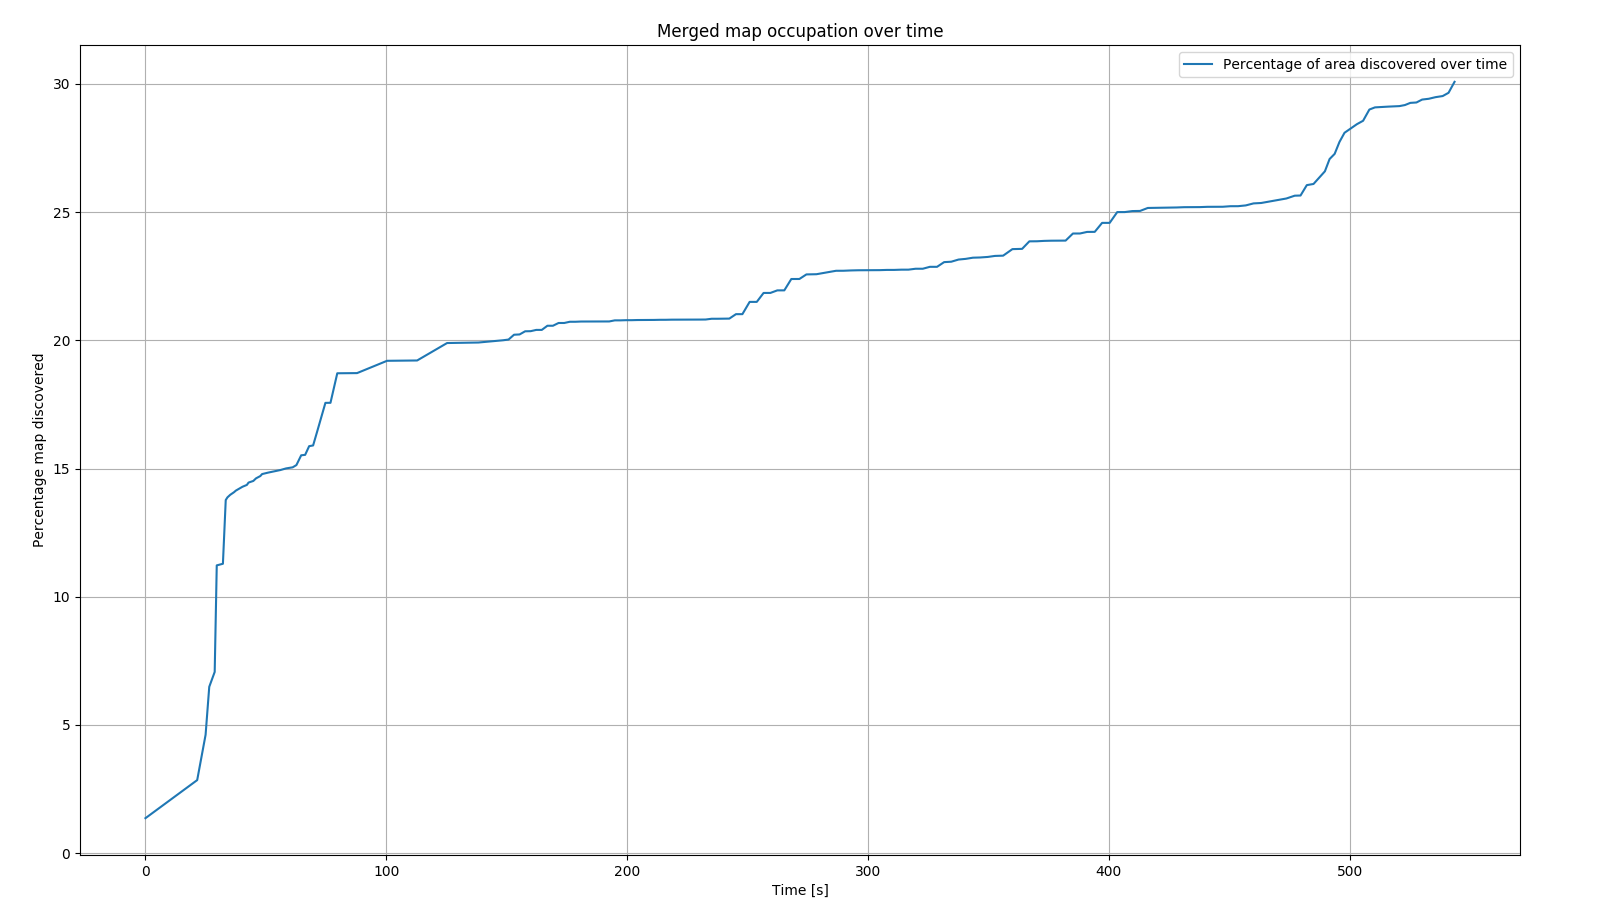 Merged map occupation over time
Percentage of area discovered over time
30
25
20
15
10
5
0
Percentage map discovered
0 100 200 300 400 500
Time [s]